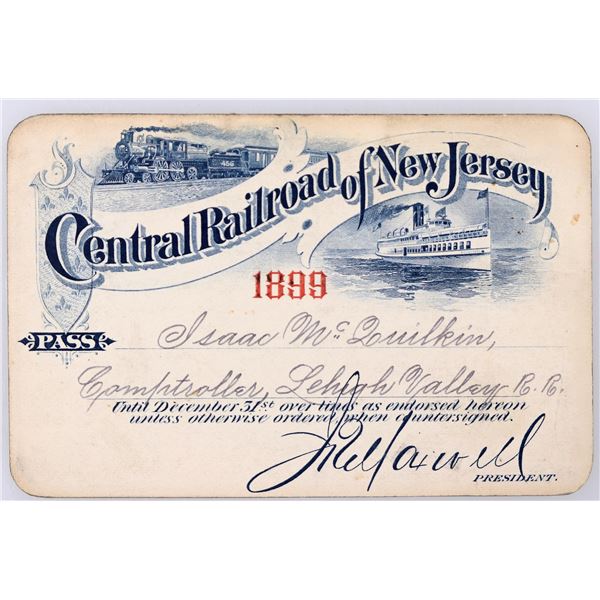 456
Central Railroad of New Jersey
1899
PASS Isaac McQuilkin,
Comptroller, Lehigh Valley R. R.
Until December 31st over lines as endorsed hereon
unless otherwise ordered when countersigned.
J R Maxwell
PRESIDENT.